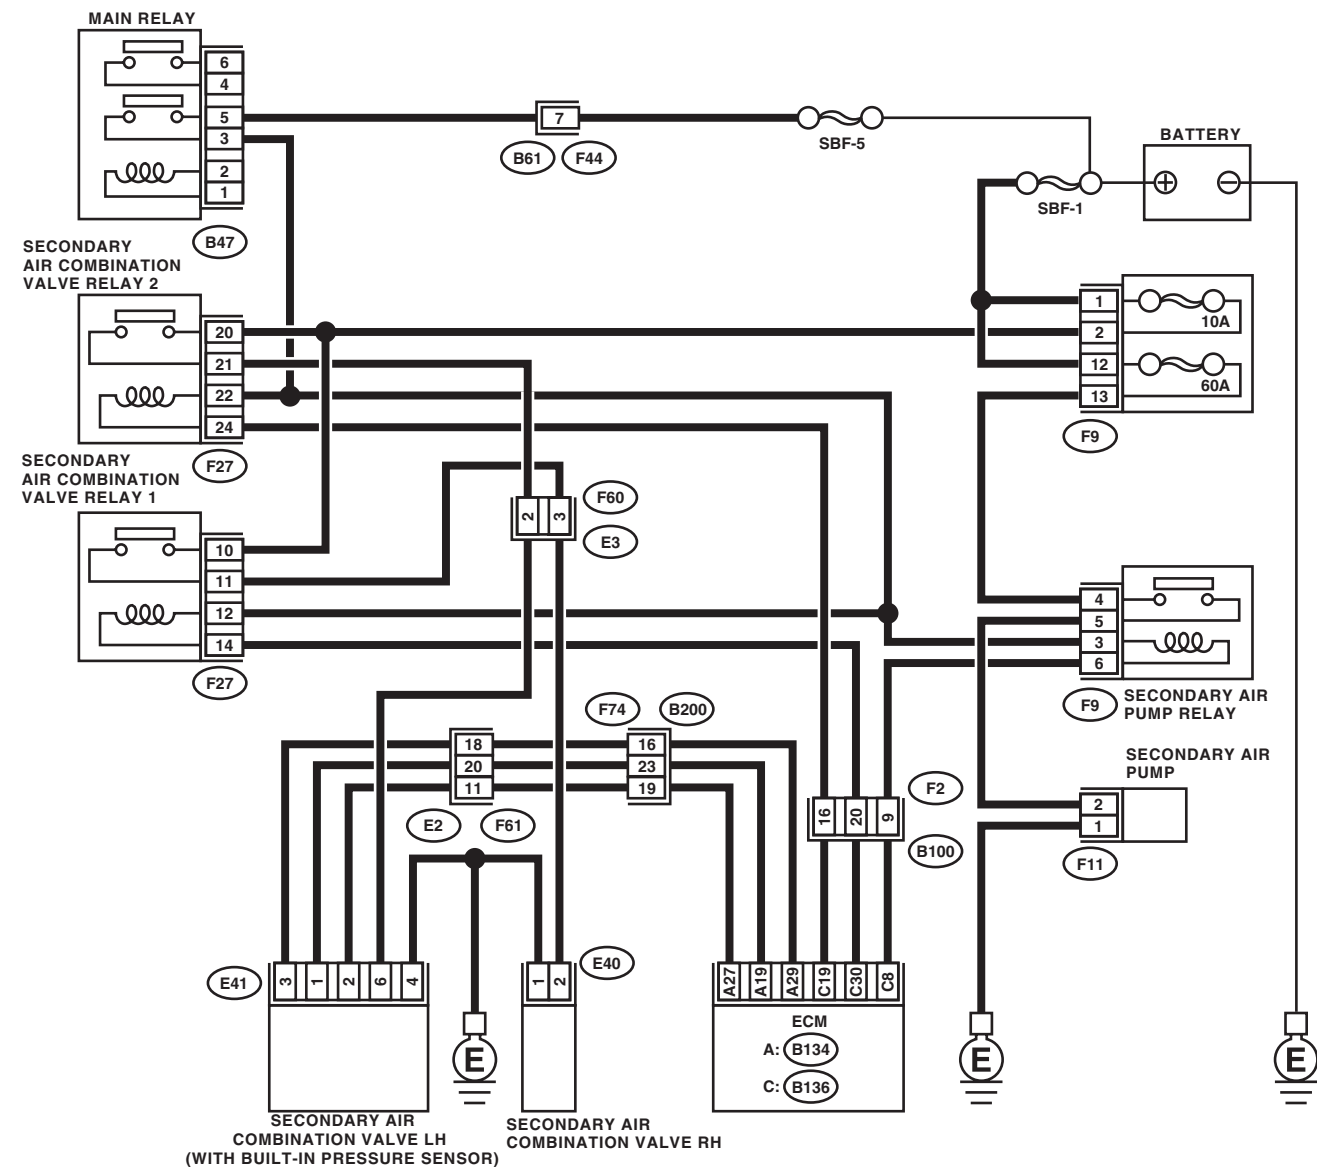 MAIN RELAY
6
4
5
3
2
1
B47
7
B61 F44
SBF-5
SBF-1
BATTERY
+ −
SECONDARY
AIR COMBINATION
VALVE RELAY 2
20
21
22
24
F27
1
2
12
13
10A
60A
F9
SECONDARY
AIR COMBINATION
VALVE RELAY 1
10
11
12
14
F27
2 3
F60
E3
4
5
3
6
F9
SECONDARY AIR
PUMP RELAY
F74 B200
18
20
11
16
23
19
E2 F61
SECONDARY AIR
PUMP
2
1
F11
16 20 9
F2
B100
E41
3 1 2 6 4
1 2
E40
A27 A19 A29 C19 C30 C8
ECM
A: B134
C: B136
E
E
E
SECONDARY AIR
COMBINATION VALVE LH
(WITH BUILT-IN PRESSURE SENSOR)
SECONDARY AIR
COMBINATION VALVE RH